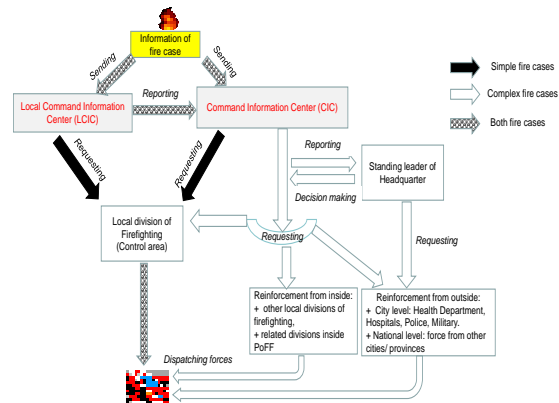 Information of
fire case
Sending
Sending
Simple fire cases
Complex fire cases
Both fire cases
Local Command Information
Center (LCIC)
Reporting
Command Information Center (CIC)
Requesting
Requesting
Reporting
Decision making
Standing leader of
Headquarter
Local division of
Firefighting
(Control area)
Requesting
Requesting
Reinforcement from inside:
+ other local divisions of
firefighting,
+ related divisions inside
PoFF
Reinforcement from outside:
+ City level: Health Department,
Hospitals, Police, Military.
+ National level: force from other
cities/ provinces
Dispatching forces